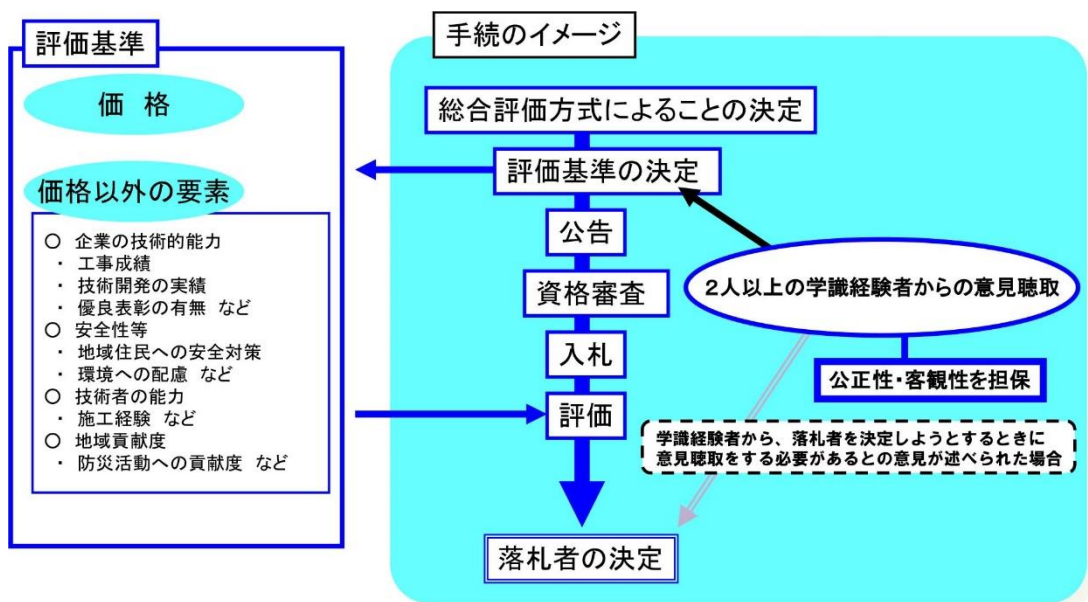 評価基準
価 格
価格以外の要素
○ 企業の技術的能力
・ 工事成績
・ 技術開発の実績
・ 優良表彰の有無 など
○ 安全性等
・ 地域住民への安全対策
・ 環境への配慮 など
○ 技術者の能力
・ 施工経験 など
○ 地域貢献度
・ 防災活動への貢献度 など
手続のイメージ
総合評価方式によることの決定
評価基準の決定
公告
資格審査
入札
評価
落札者の決定
2人以上の学識経験者からの意見聴取
公正性・客観性を担保
学識経験者から、落札者を決定しようとするときに
意見聴取をする必要があるとの意見が述べられた場合